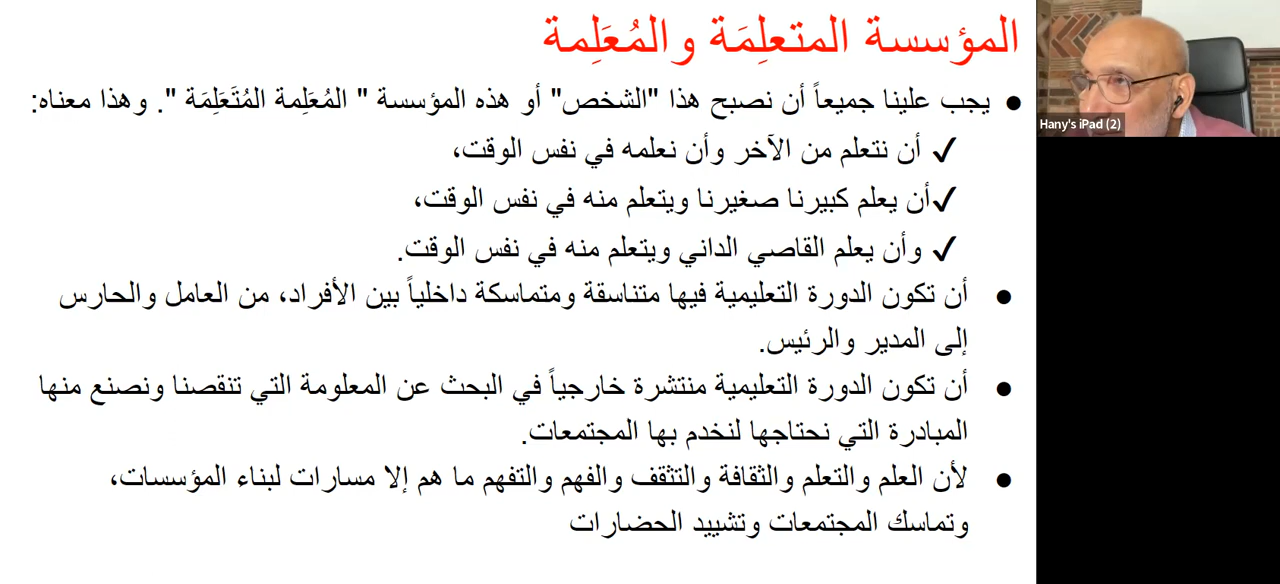 المؤسسة المتعلِمَة والمُعَلِمة
● يجب علينا جميعاً أن نصبح هذا "الشخص" أو هذه المؤسسة " المُعَلِمة المُتَعَلِمَة ". وهذا معناه:
✓ أن نتعلم من الآخر وأن نعلمه في نفس الوقت،
✓أن يعلم كبيرنا صغيرنا ويتعلم منه في نفس الوقت،
✓ وأن يعلم القاصي الداني ويتعلم منه في نفس الوقت.
● أن تكون الدورة التعليمية فيها متناسقة ومتماسكة داخلياً بين الأفراد، من العامل والحارس
إلى المدير والرئيس.
● أن تكون الدورة التعليمية منتشرة خارجياً في البحث عن المعلومة التي تنقصنا ونصنع منها
المبادرة التي نحتاجها لنخدم بها المجتمعات.
● لأن العلم والتعلم والثقافة والتثقف والفهم والتفهم ما هم إلا مسارات لبناء المؤسسات،
وتماسك المجتمعات وتشييد الحضارات
Hany's iPad (2)